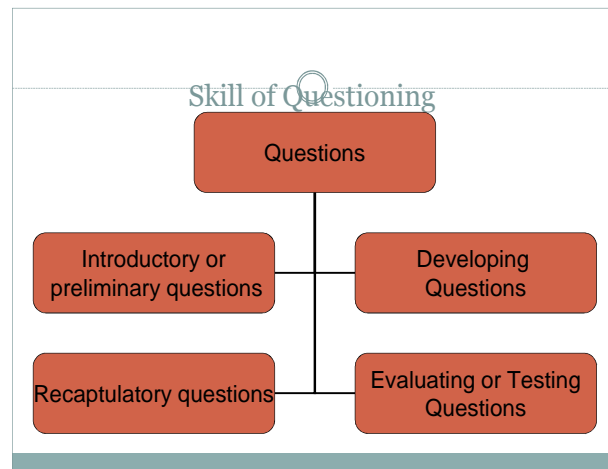 Skill of Questioning
Questions
Introductory or
preliminary questions
Developing
Questions
Recaptulatory questions
Evaluating or Testing
Questions